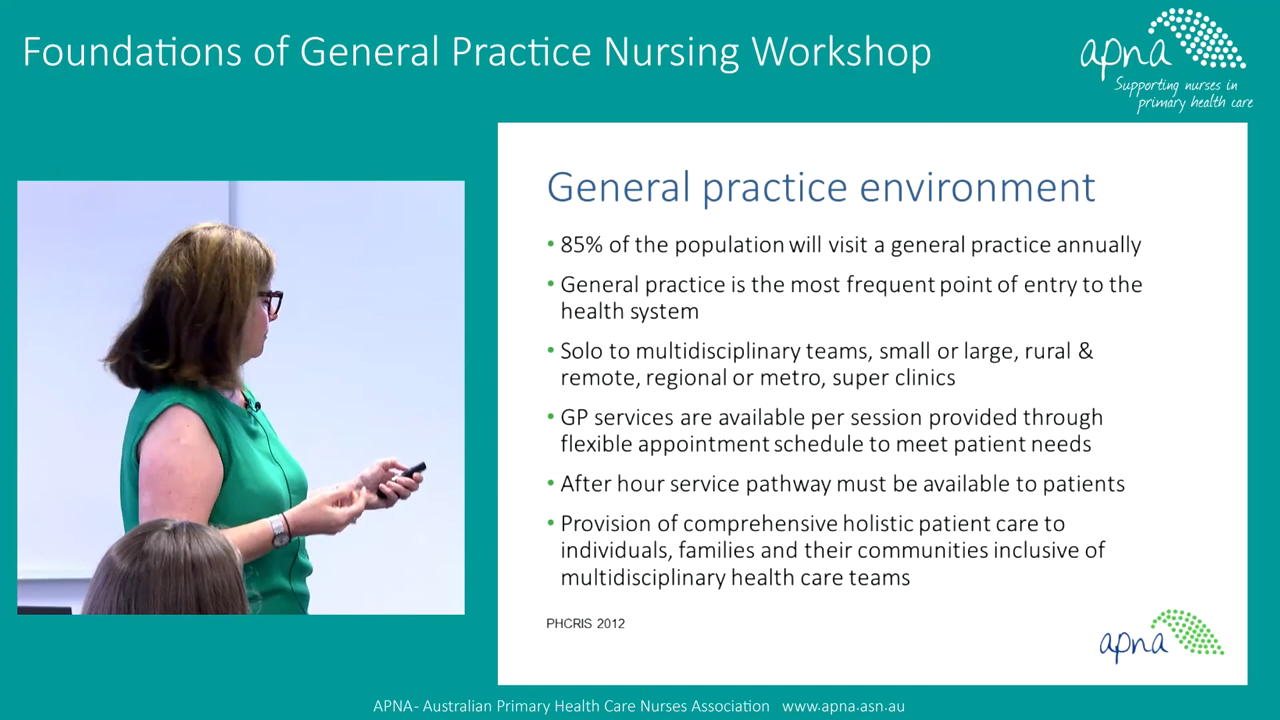 Foundations of General Practice Nursing Workshop
apna
Supporting nurses in
primary health care
General practice environment
• 85% of the population will visit a general practice annually
• General practice is the most frequent point of entry to the
health system
• Solo to multidisciplinary teams, small or large, rural &
remote, regional or metro, super clinics
• GP services are available per session provided through
flexible appointment schedule to meet patient needs
• After hour service pathway must be available to patients
• Provision of comprehensive holistic patient care to
individuals, families and their communities inclusive of
multidisciplinary health care teams
PHCRIS 2012
apna
APNA- Australian Primary Health Care Nurses Association www.apna.asn.au